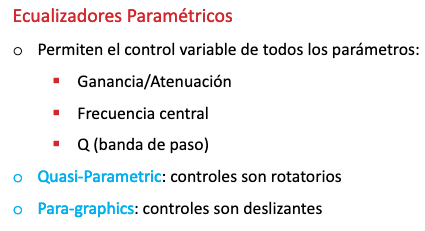 Ecualizadores Paramétricos
o Permiten el control variable de todos los parámetros:
▪ Ganancia/Atenuación
▪ Frecuencia central
▪ Q (banda de paso)
o Quasi-Parametric: controles son rotatorios
o Para-graphics: controles son deslizantes